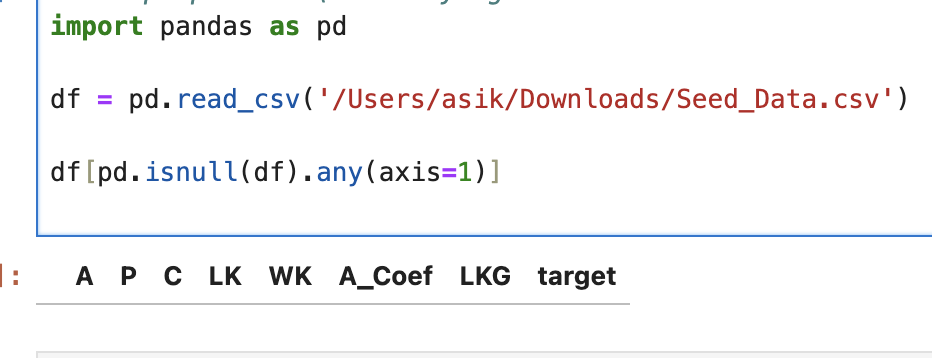 import pandas as pd
df = pd.read_csv('/Users/asik/Downloads/Seed_Data.csv')
df[pd.isnull(df).any(axis=1)]
]:
A P C LK WK A_Coef LKG target